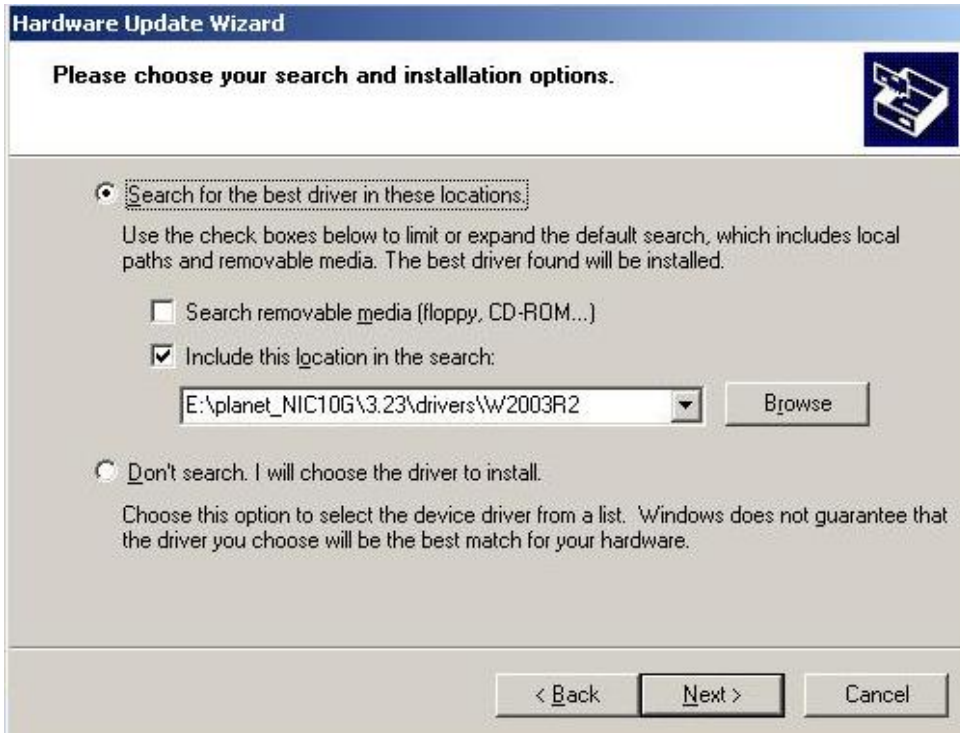 Hardware Update Wizard
Please choose your search and installation options.
Search for the best driver in these locations.
Use the check boxes below to limit or expand the default search, which includes local
paths and removable media. The best driver found will be installed.
Search removable media (floppy, CD-ROM...)
Include this location in the search:
E:\planet_NIC10G\3.23\drivers\W2003R2
Browse
Don't search. I will choose the driver to install.
Choose this option to select the device driver from a list. Windows does not guarantee that
the driver you choose will be the best match for your hardware.
< Back Next > Cancel